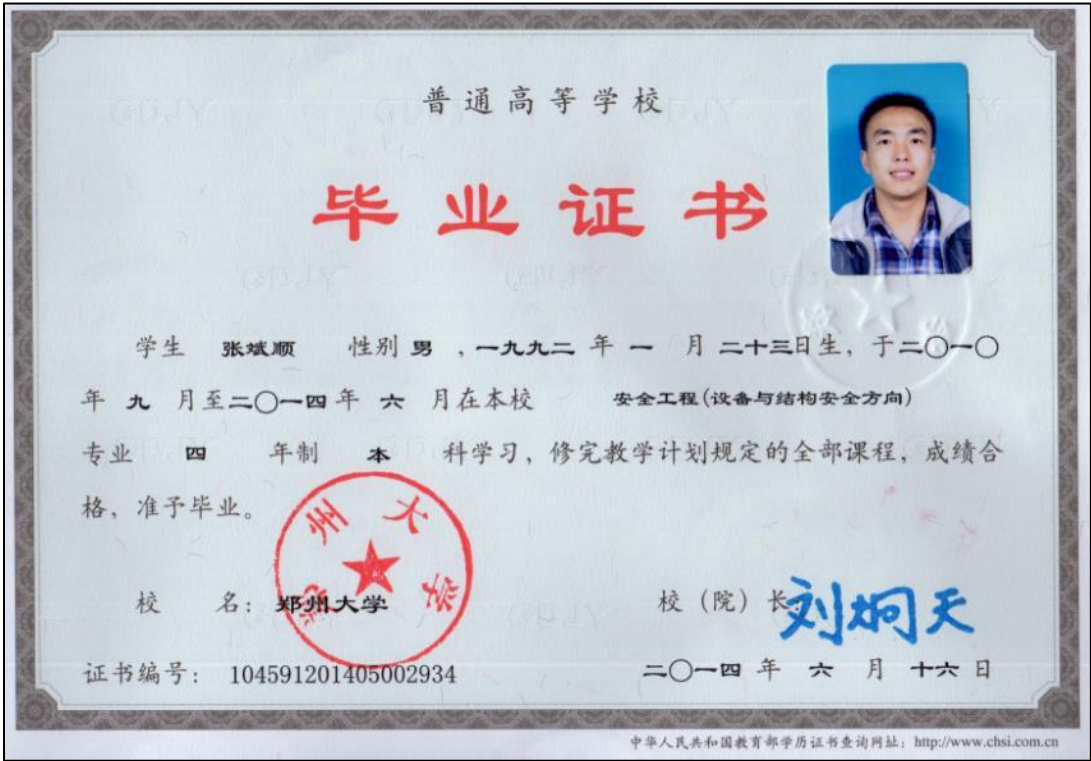 普通高等学校
毕业证书
学生 张斌顺 性别 男 ，一九九二 年 一 月 二十三日生，于二〇一〇
年 九 月至二〇一四年 六 月在本校 安全工程(设备与结构安全方向)
专业 四 年制 本 科学习，修完教学计划规定的全部课程，成绩合
格，准予毕业。
郑州大学
校 名：郑州大学 校（院）长：刘炯天
证书编号： 104591201405002934 二〇一四 年 六 月 十六 日
中华人民共和国教育部学历证书查询网址：http://www.chsi.com.cn